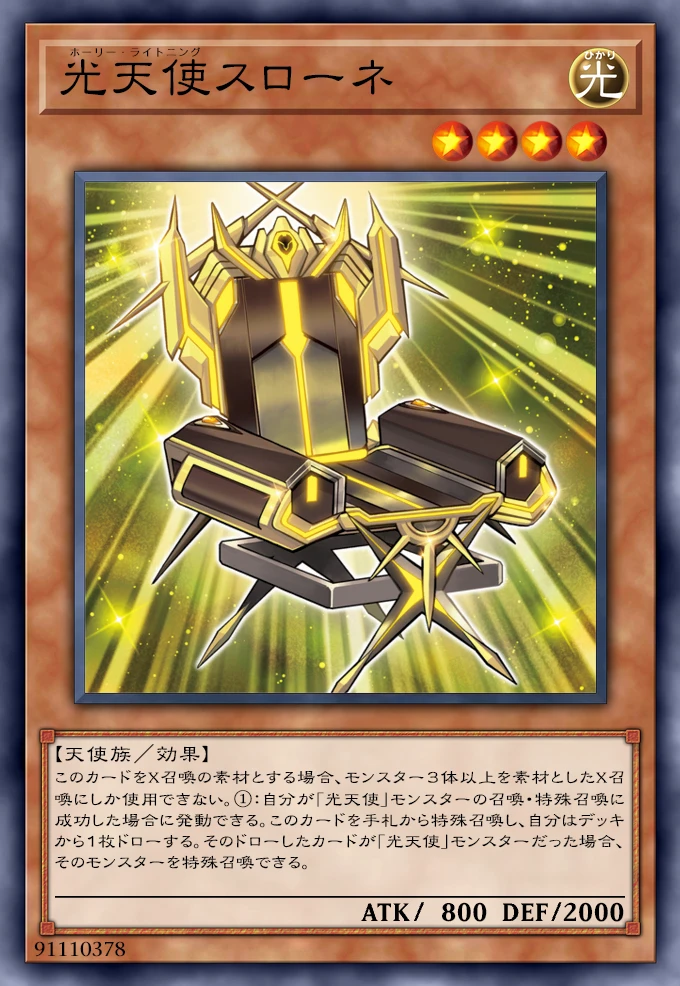 ホーリー・ライトニング
光天使スローネ
ひかり
光
【天使族／効果】
このカードをX召喚の素材とする場合、モンスター3体以上を素材としたX召
喚にしか使用できない。①：自分が「光天使」モンスターの召喚・特殊召喚に
成功した場合に発動できる。このカードを手札から特殊召喚し、自分はデッキ
から1枚ドローする。そのドローしたカードが「光天使」モンスターだった場合、
そのモンスターを特殊召喚できる。
ATK/ 800 DEF/2000
91110378